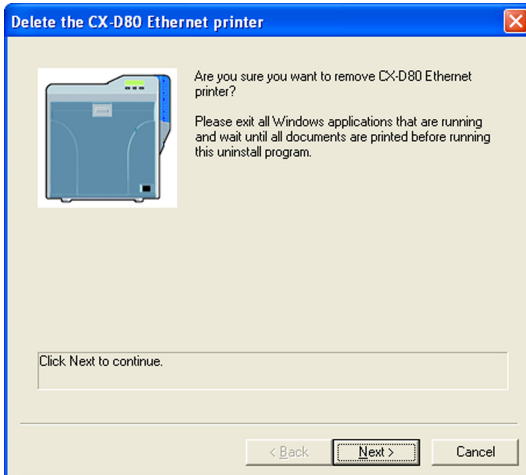 Delete the CX-D80 Ethernet printer
Are you sure you want to remove CX-D80 Ethernet
printer?
Please exit all Windows applications that are running
and wait until all documents are printed before running
this uninstall program.
Click Next to continue.
< Back
Next >
Cancel